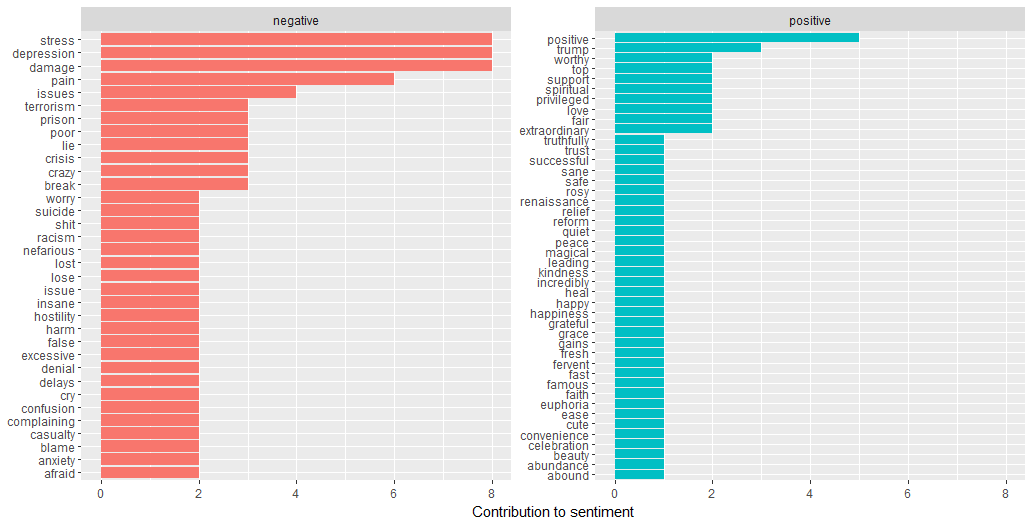 negative
stress
depression
damage
pain
issues
terrorism
prison
poor
lie
crisis
crazy
break
worry
suicide
shit
racism
nefarious
lost
lose
issue
insane
hostility
harm
false
excessive
denial
delays
cry
confusion
complaining
casualty
blame
anxiety
afraid
0 2 4 6 8
positive
positive
trump
worthy
top
support
spiritual
privileged
love
fair
extraordinary
truthfully
trust
successful
sane
safe
rosy
renaissance
relief
reform
quiet
peace
magical
leading
kindness
incredibly
heal
happy
happiness
grateful
grace
gains
fresh
fervent
fast
famous
faith
euphoria
ease
cute
convenience
celebration
beauty
abundance
abound
0 2 4 6 8
Contribution to sentiment